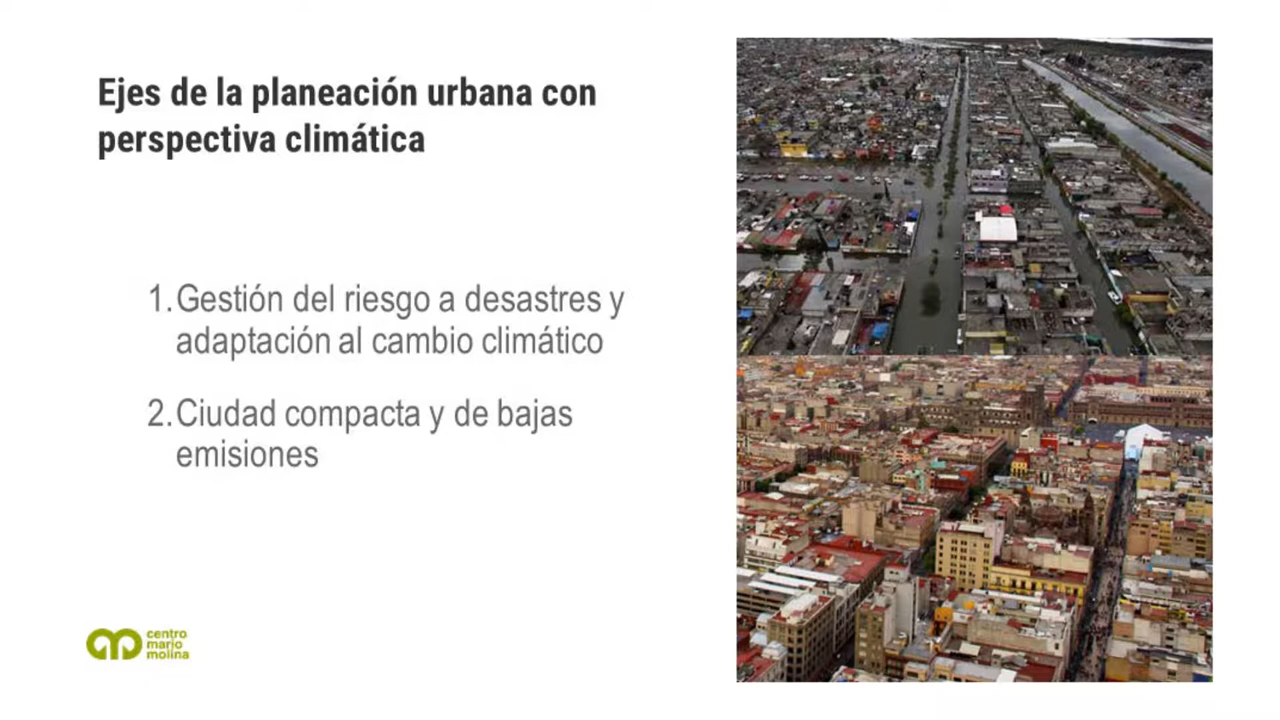 Ejes de la planeación urbana con
perspectiva climática
1. Gestión del riesgo a desastres y
adaptación al cambio climático
2. Ciudad compacta y de bajas
emisiones
centro
mario
molina